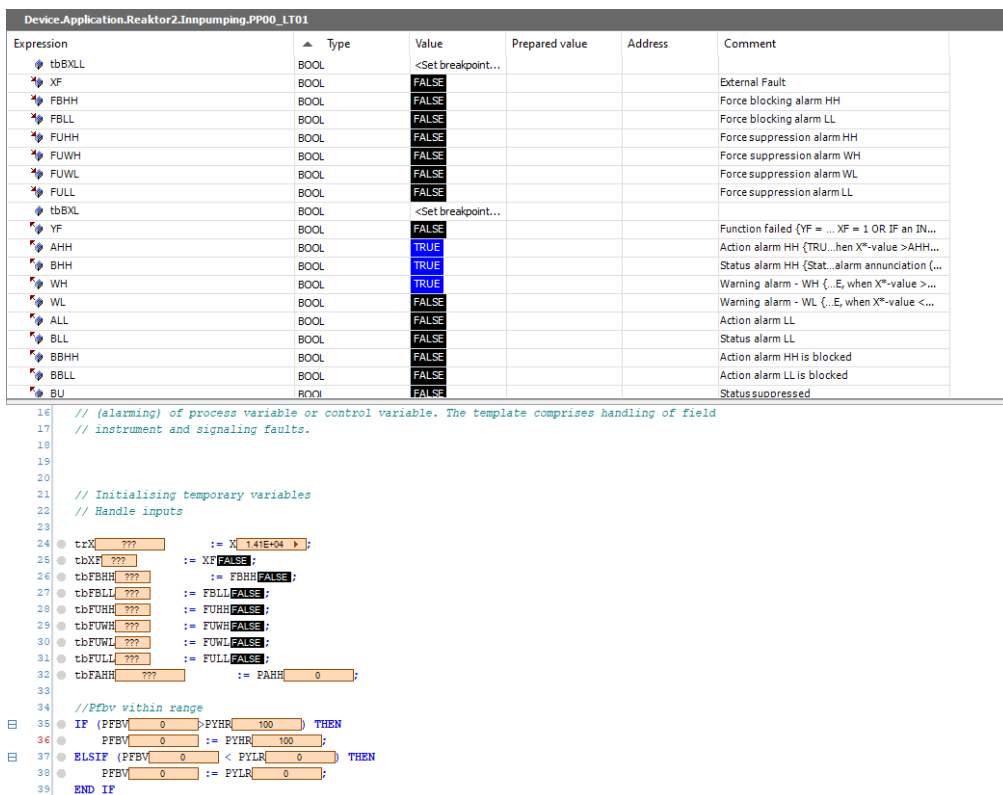 Device.Application.Reaktor2.Innpumping.PP00_LT01
Expression Type Value Prepared value Address Comment
tbBXLL BOOL <Set breakpoint...
XF BOOL FALSE External Fault
FBHH BOOL FALSE Force blocking alarm HH
FBLL BOOL FALSE Force blocking alarm LL
FUHH BOOL FALSE Force suppression alarm HH
FUWH BOOL FALSE Force suppression alarm WH
FUWL BOOL FALSE Force suppression alarm WL
FULL BOOL FALSE Force suppression alarm LL
tbBXL BOOL <Set breakpoint...
YF BOOL FALSE Function failed {YF = ... XF = 1 OR IF an IN...
AHH BOOL TRUE Action alarm HH {TRU...hen X*-value >AHH...
BHH BOOL TRUE Status alarm HH {Stat...alarm annunciation (...
WH BOOL TRUE Warning alarm - WH {...E, when X*-value >...
WL BOOL FALSE Warning alarm - WL {...E, when X*-value <...
ALL BOOL FALSE Action alarm LL
BLL BOOL FALSE Status alarm LL
BBHH BOOL FALSE Action alarm HH is blocked
BBLL BOOL FALSE Action alarm LL is blocked
BU BOOL FALSE Status suppressed
16 // (alarming) of process variable or control variable. The template comprises handling of field
17 // instrument and signaling faults.
18
19
20
21 // Initialising temporary variables
22 // Handle inputs
23
24 trX ??? := X 1.41E+04 ;
25 tbXF ??? := XF FALSE ;
26 tbFBHH ??? := FBHH FALSE ;
27 tbFBLL ??? := FBLL FALSE ;
28 tbFUHH ??? := FUHH FALSE ;
29 tbFUWH ??? := FUWH FALSE ;
30 tbFUWL ??? := FUWL FALSE ;
31 tbFULL ??? := FULL FALSE ;
32 tbFAHH ??? := PAHH 0 ;
33
34 //Pfbv within range
35 IF (PFBV 0 >PYHR 100 ) THEN
36 PFBV 0 := PYHR 100 ;
37 ELSIF (PFBV 0 < PYLR 0 ) THEN
38 PFBV 0 := PYLR 0 ;
39 END IF